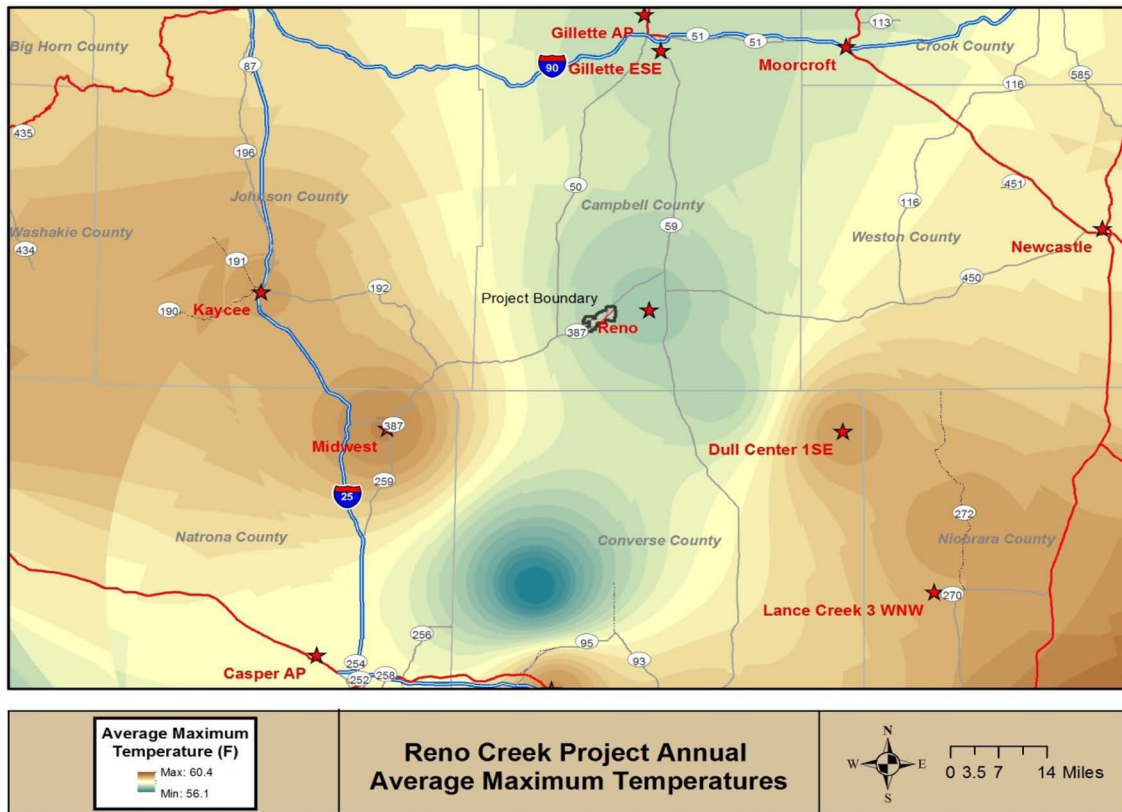 Gillette AP
51
51
113
Crook County
Big Horn County
90
Gillette ESE
Moorcroft
87
116
585
435
196
451
50
Johnson County
Campbell County
116
Washakie County
59
Weston County
434
Newcastle
191
450
192
Kaycee
190
Project Boundary
387
Reno
387
Midwest
Dull Center 1SE
259
25
272
Natrona County
Converse County
Niobrara County
270
Lance Creek 3 WNW
256
95
93
Casper AP
254
252
258
Average Maximum
Temperature (F)
Max: 60.4
Min: 56.1
Reno Creek Project Annual
Average Maximum Temperatures
N
W
E
S
0 3.5 7 14 Miles